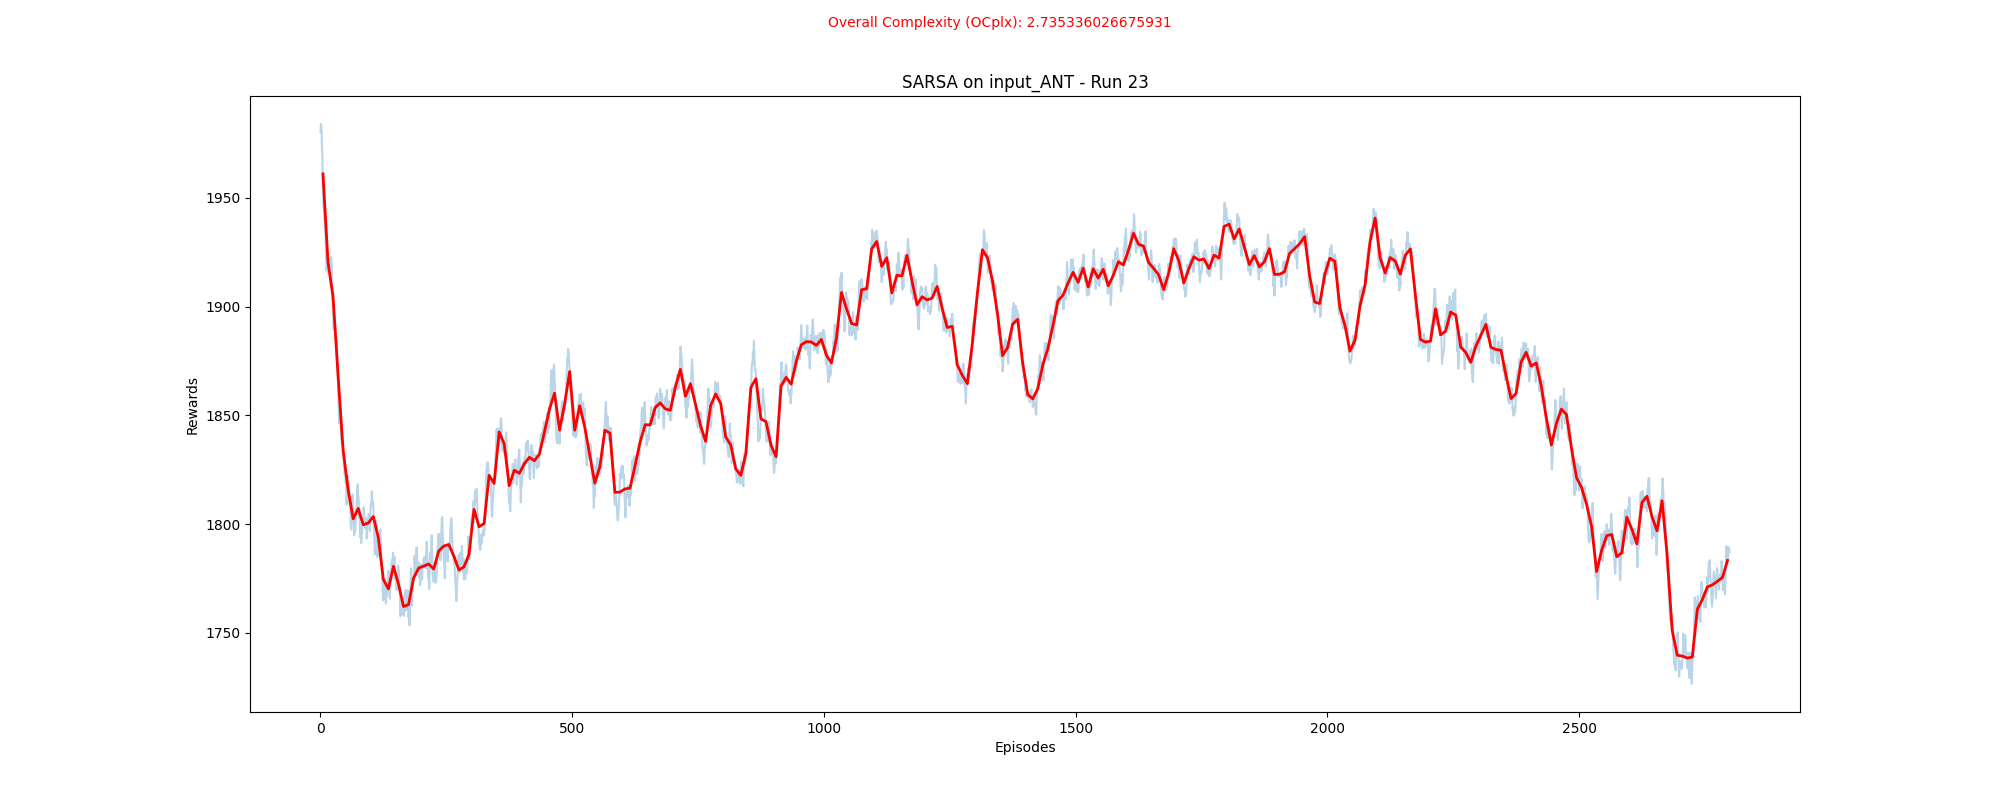 Overall Complexity (OCplx): 2.735336026675931
SARSA on input_ANT - Run 23
1950
1900
1850
1800
1750
Rewards
0 500 1000 1500 2000 2500
Episodes